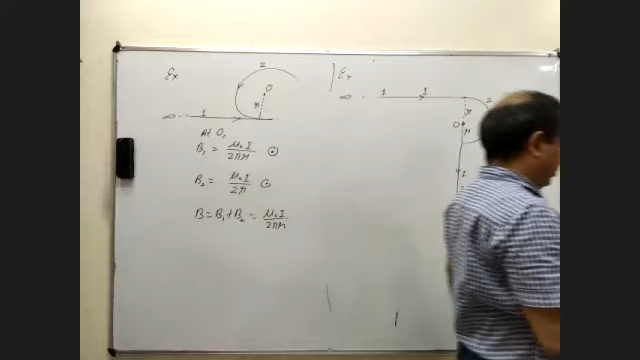 Ex
2
O
r
∞ 1
At O,
B₁ = μ₀I / 2πr ⊙
B₂ = μ₀I / 2r ⊙
B = B₁ + B₂ = μ₀I / 2πr
Ex
∞ 1 I
r
2
O
r
I